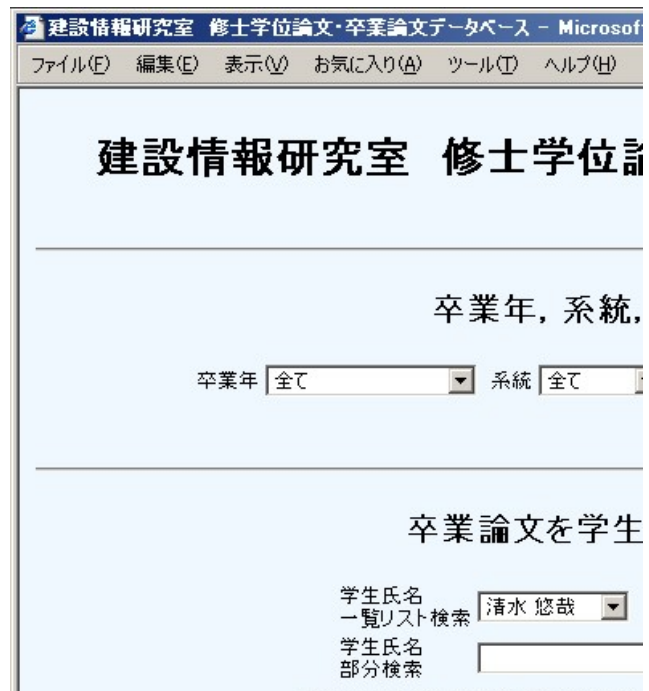 建設情報研究室 修士学位論文・卒業論文データベース - Microsof
ファイル(F) 編集(E) 表示(V) お気に入り(A) ツール(T) ヘルプ(H)
建設情報研究室 修士学位論
卒業年, 系統,
卒業年 全て 系統 全て
卒業論文を学生
学生氏名
一覧リスト検索 清水 悠哉
学生氏名
部分検索